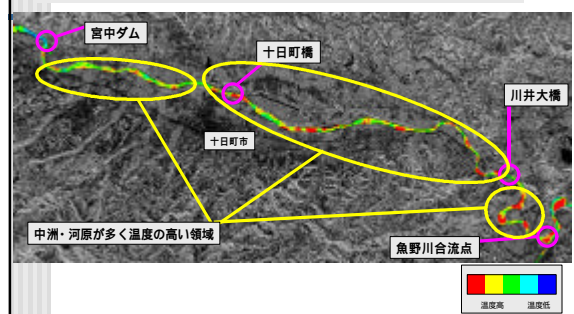 宮中ダム
十日町橋
川井大橋
十日町市
中洲・河原が多く温度の高い領域
魚野川合流点
温度高 温度低